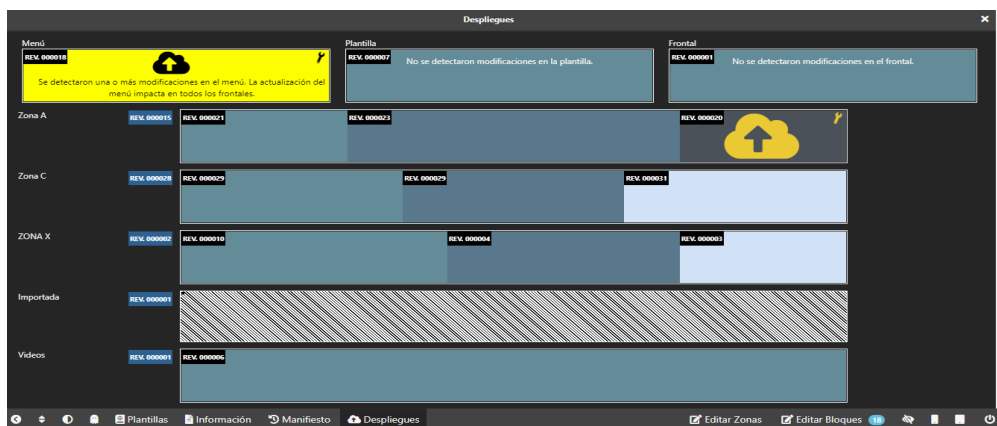 Despliegues
Menú
REV. 000018
Se detectaron una o más modificaciones en el menú. La actualización del
menú impacta en todos los frontales.
Plantilla
REV. 000007
No se detectaron modificaciones en la plantilla.
Frontal
REV. 000001
No se detectaron modificaciones en el frontal.
Zona A
REV. 000015
REV. 000021
REV. 000023
REV. 000020
Zona C
REV. 000028
REV. 000029
REV. 000029
REV. 000031
ZONA X
REV. 000002
REV. 000010
REV. 000004
REV. 000003
Importada
REV. 000001
Videos
REV. 000001
REV. 000006
Plantillas Información Manifiesto Despliegues Editar Zonas Editar Bloques 18